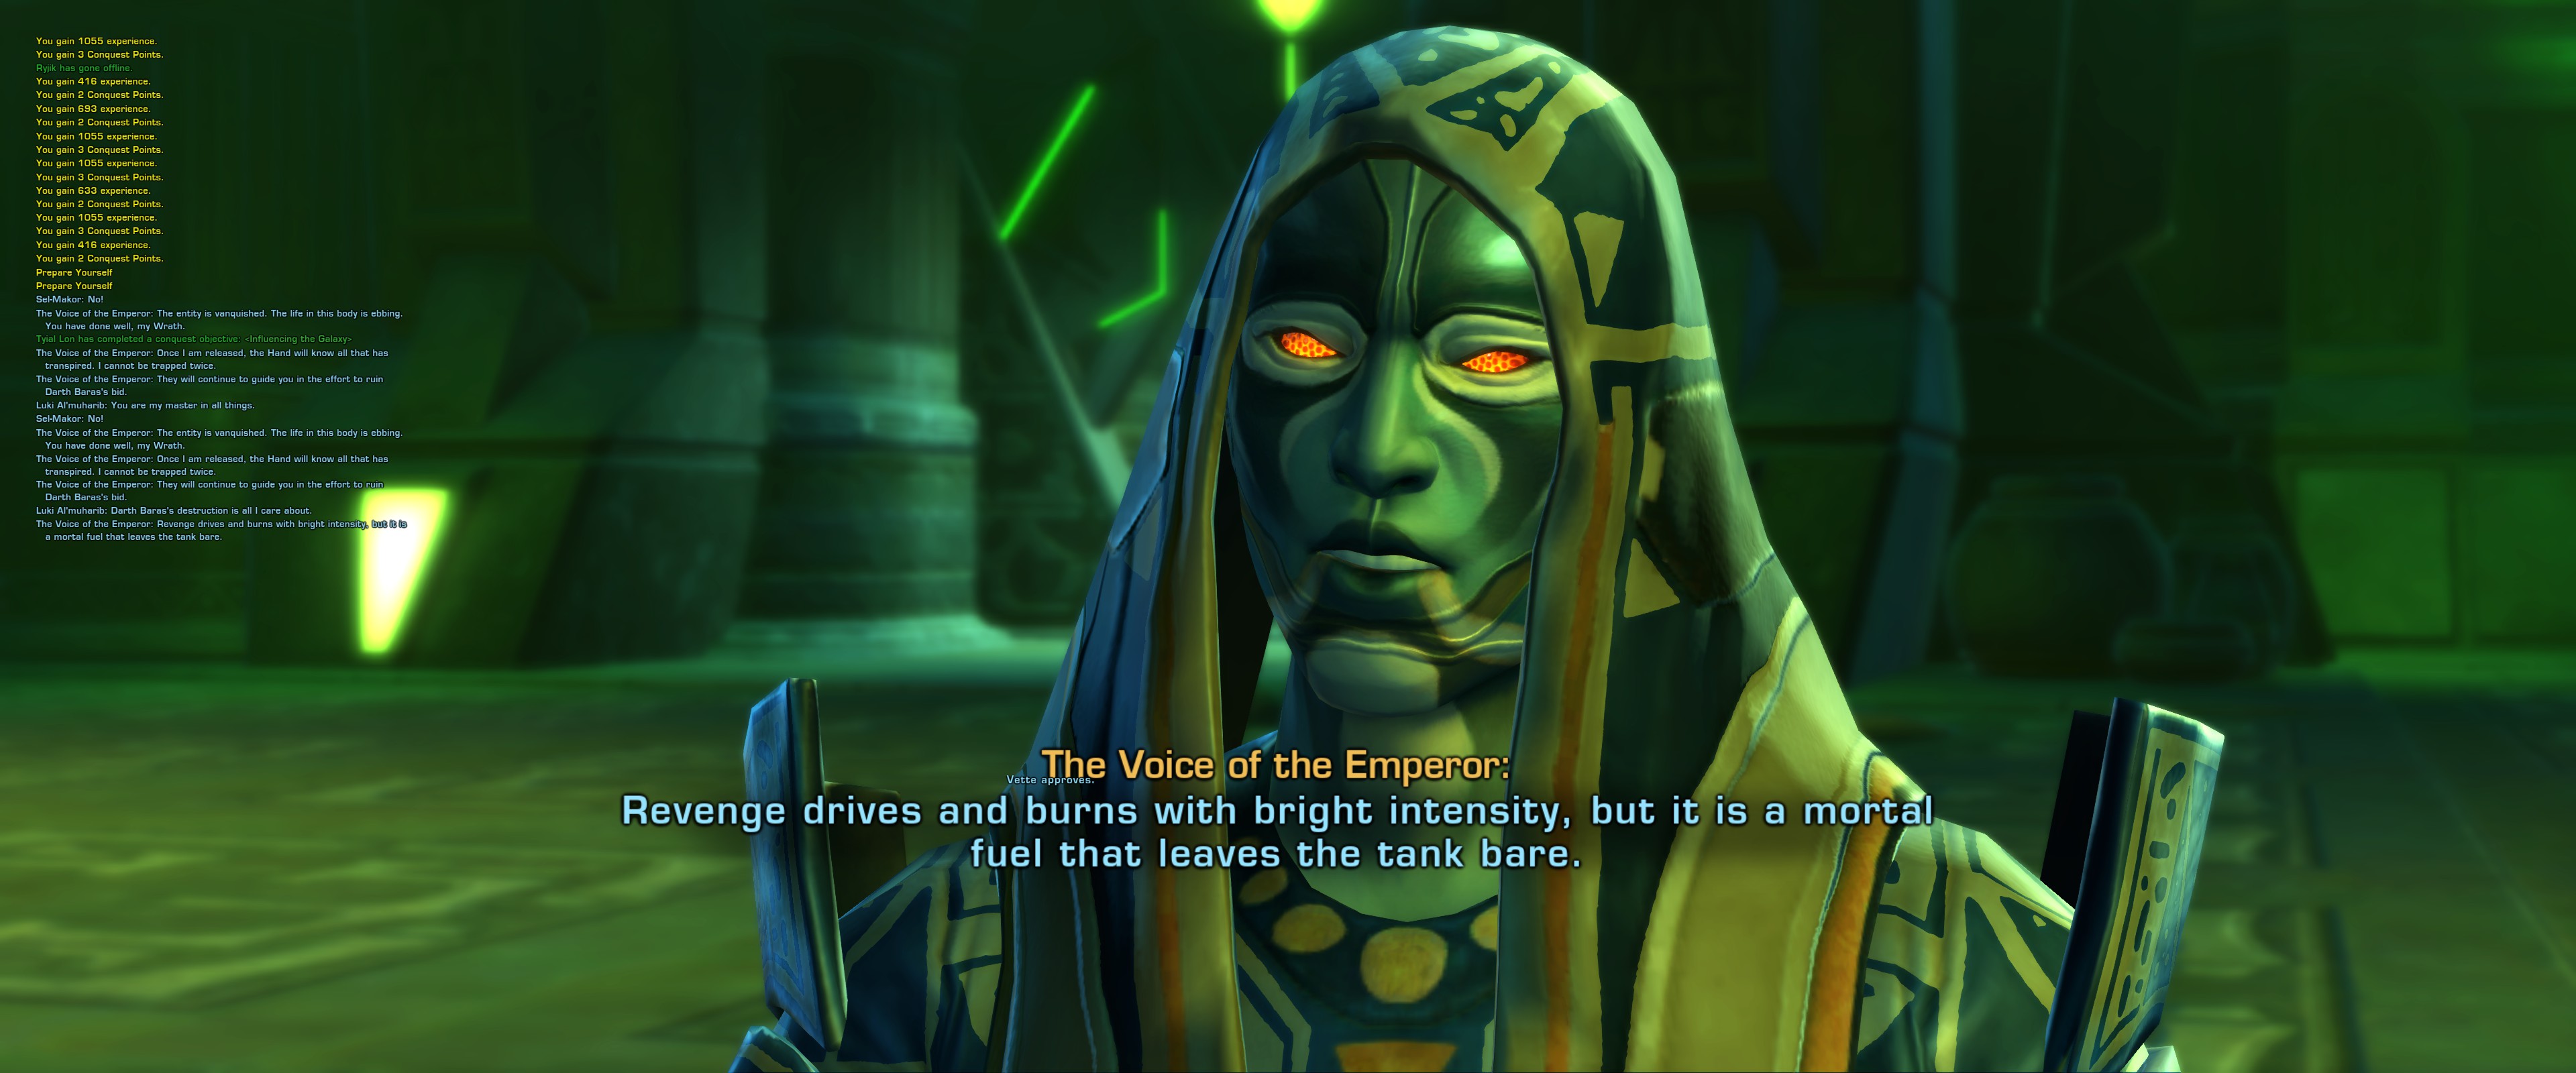 You gain 1055 experience.
You gain 3 Conquest Points.
Ryjik has gone offline.
You gain 416 experience.
You gain 2 Conquest Points.
You gain 693 experience.
You gain 2 Conquest Points.
You gain 1055 experience.
You gain 3 Conquest Points.
You gain 1055 experience.
You gain 3 Conquest Points.
You gain 633 experience.
You gain 2 Conquest Points.
You gain 1055 experience.
You gain 3 Conquest Points.
You gain 416 experience.
You gain 2 Conquest Points.
Prepare Yourself
Prepare Yourself
Sel-Makor: No!
The Voice of the Emperor: The entity is vanquished. The life in this body is ebbing.
You have done well, my Wrath.
Tyial Lon has completed a conquest objective: <Influencing the Galaxy>
The Voice of the Emperor: Once I am released, the Hand will know all that has
transpired. I cannot be trapped twice.
The Voice of the Emperor: They will continue to guide you in the effort to ruin
Darth Baras's bid.
Luki Al'muharib: You are my master in all things.
Sel-Makor: No!
The Voice of the Emperor: The entity is vanquished. The life in this body is ebbing.
You have done well, my Wrath.
The Voice of the Emperor: Once I am released, the Hand will know all that has
transpired. I cannot be trapped twice.
The Voice of the Emperor: They will continue to guide you in the effort to ruin
Darth Baras's bid.
Luki Al'muharib: Darth Baras's destruction is all I care about.
The Voice of the Emperor: Revenge drives and burns with bright intensity, but it is
a mortal fuel that leaves the tank bare.
The Voice of the Emperor:
Vette approves.
Revenge drives and burns with bright intensity, but it is a mortal
fuel that leaves the tank bare.